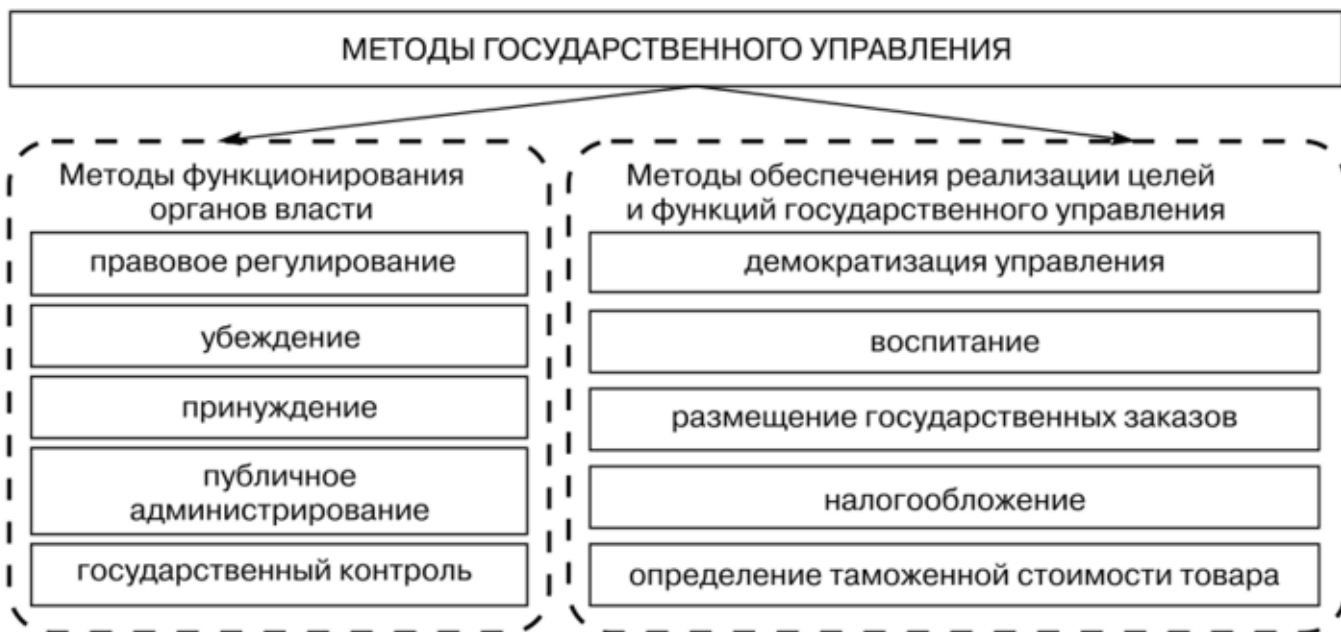 МЕТОДЫ ГОСУДАРСТВЕННОГО УПРАВЛЕНИЯ
Методы функционирования
органов власти
правовое регулирование
убеждение
принуждение
публичное
администрирование
государственный контроль
Методы обеспечения реализации целей
и функций государственного управления
демократизация управления
воспитание
размещение государственных заказов
налогообложение
определение таможенной стоимости товара